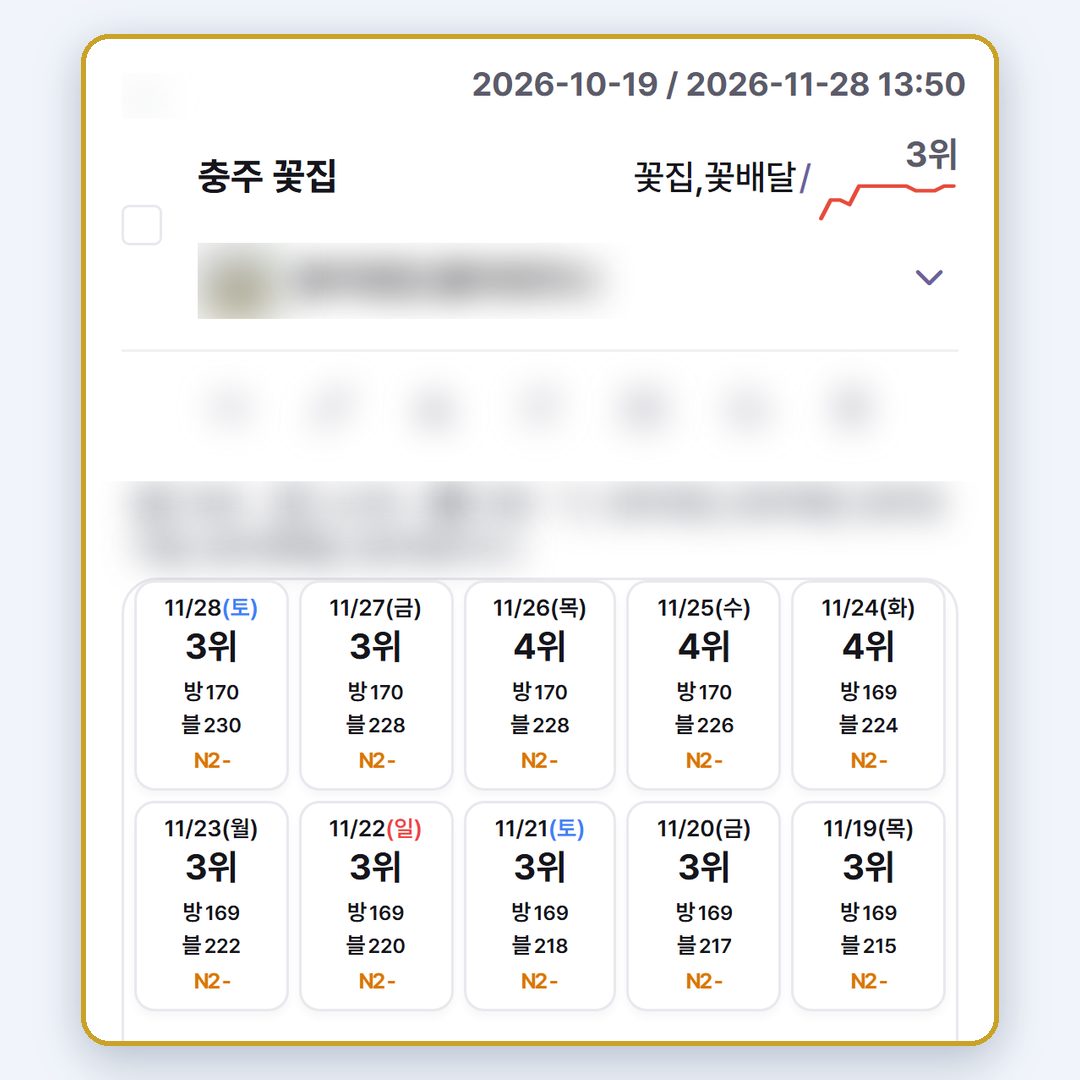 2026-10-19 / 2026-11-28 13:50
충주 꽃집
꽃집,꽃배달/
3위
11/28(토) 11/27(금) 11/26(목) 11/25(수) 11/24(화)
3위 3위 4위 4위 4위
방170 방170 방170 방170 방169
블230 블228 블228 블226 블224
N2- N2- N2- N2- N2-
11/23(월) 11/22(일) 11/21(토) 11/20(금) 11/19(목)
3위 3위 3위 3위 3위
방169 방169 방169 방169 방169
블222 블220 블218 블217 블215
N2- N2- N2- N2- N2-